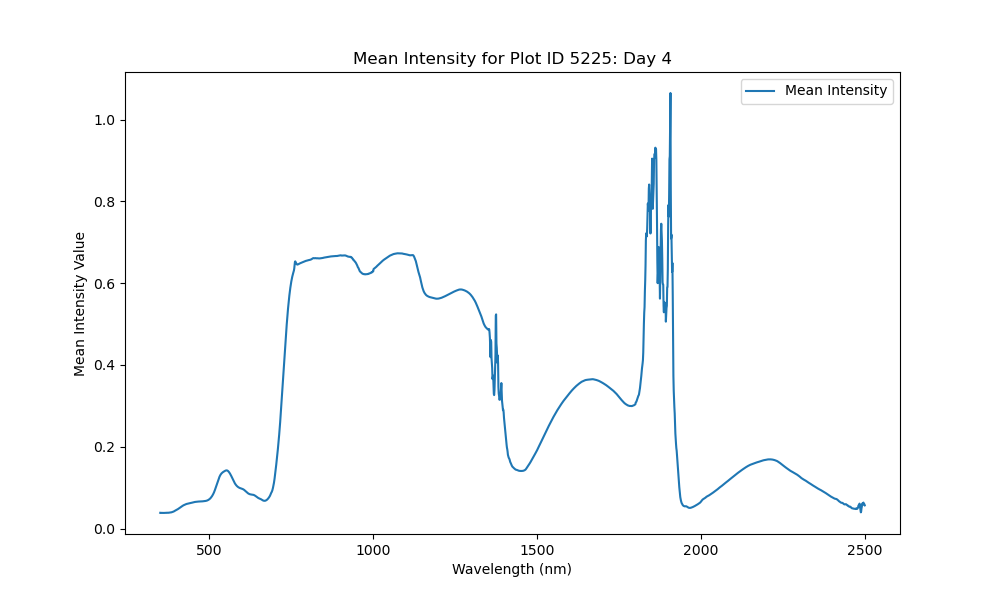 Mean Intensity for Plot ID 5225: Day 4
Mean Intensity
Mean Intensity Value
1.0
0.8
0.6
0.4
0.2
0.0
500
1000
1500
2000
2500
Wavelength (nm)